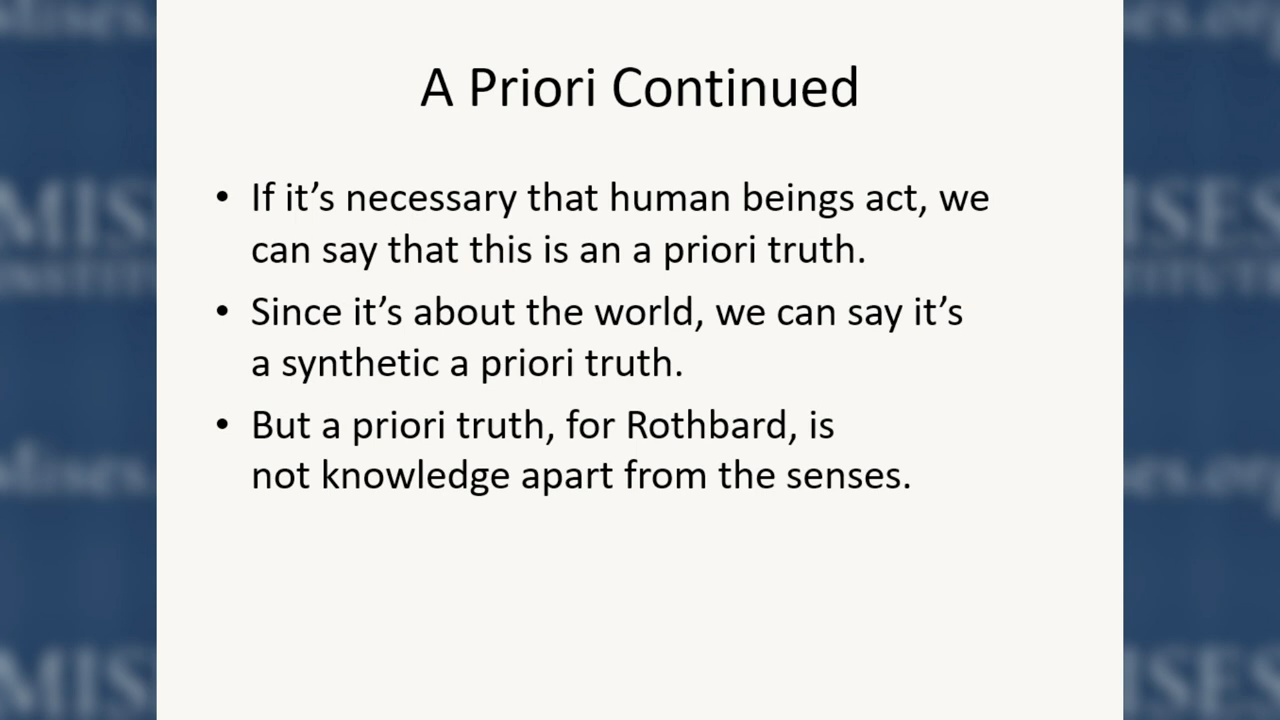 A Priori Continued
• If it’s necessary that human beings act, we
can say that this is an a priori truth.
• Since it’s about the world, we can say it’s
a synthetic a priori truth.
• But a priori truth, for Rothbard, is
not knowledge apart from the senses.